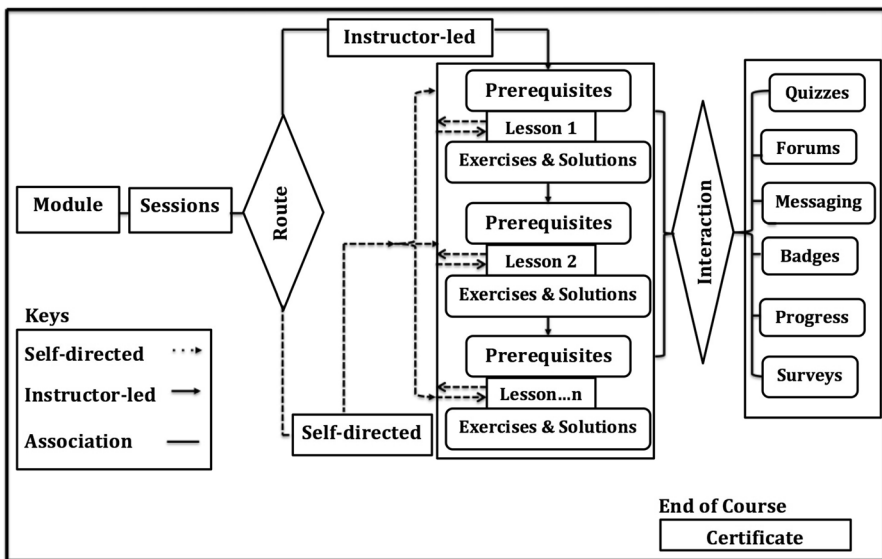 Instructor-led
Module
Sessions
Route
Prerequisites
Lesson 1
Exercises & Solutions
Prerequisites
Lesson 2
Exercises & Solutions
Prerequisites
Lesson...n
Exercises & Solutions
Self-directed
Interaction
Quizzes
Forums
Messaging
Badges
Progress
Surveys
Keys
Self-directed
Instructor-led
Association
End of Course
Certificate